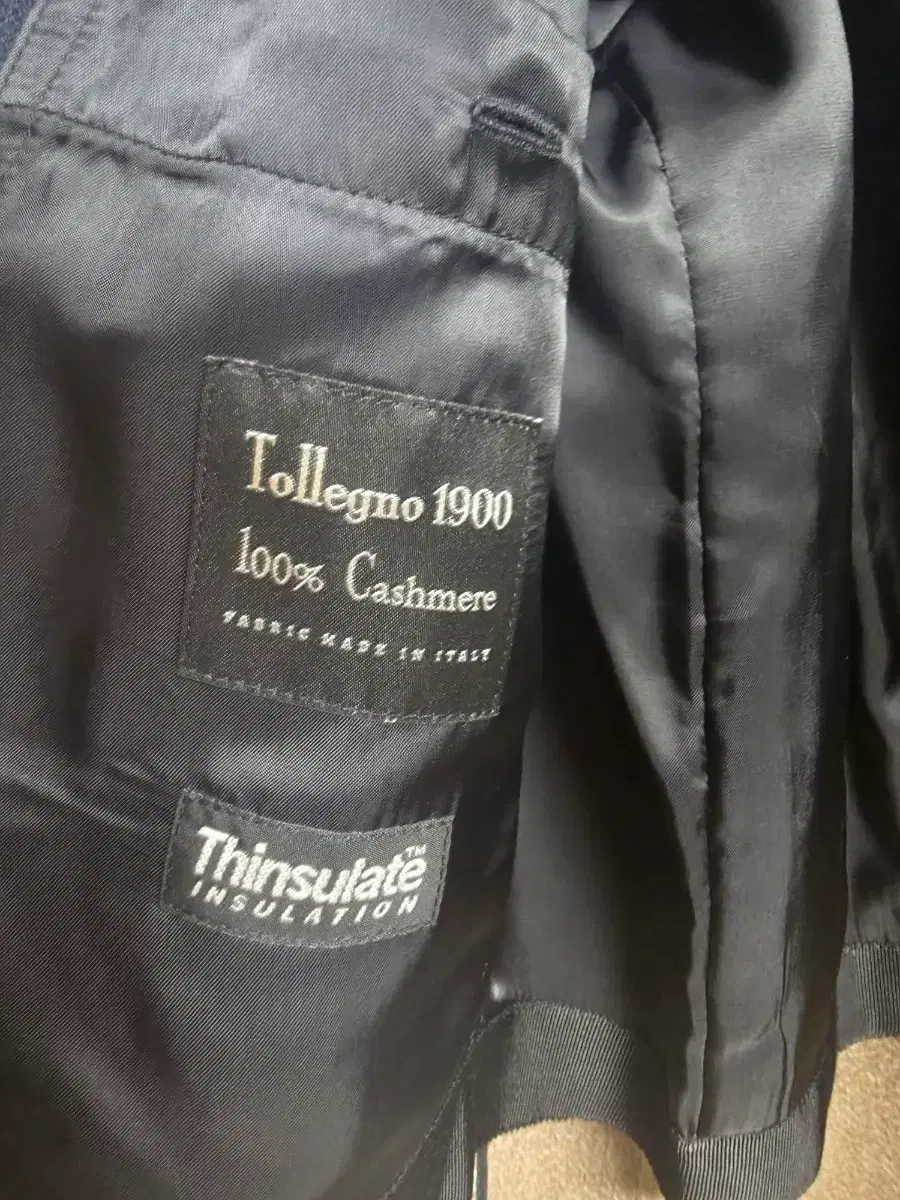 Tollegno 1900
100% Cashmere
FABRIC MADE IN ITALY
Thinsulate™
INSULATION